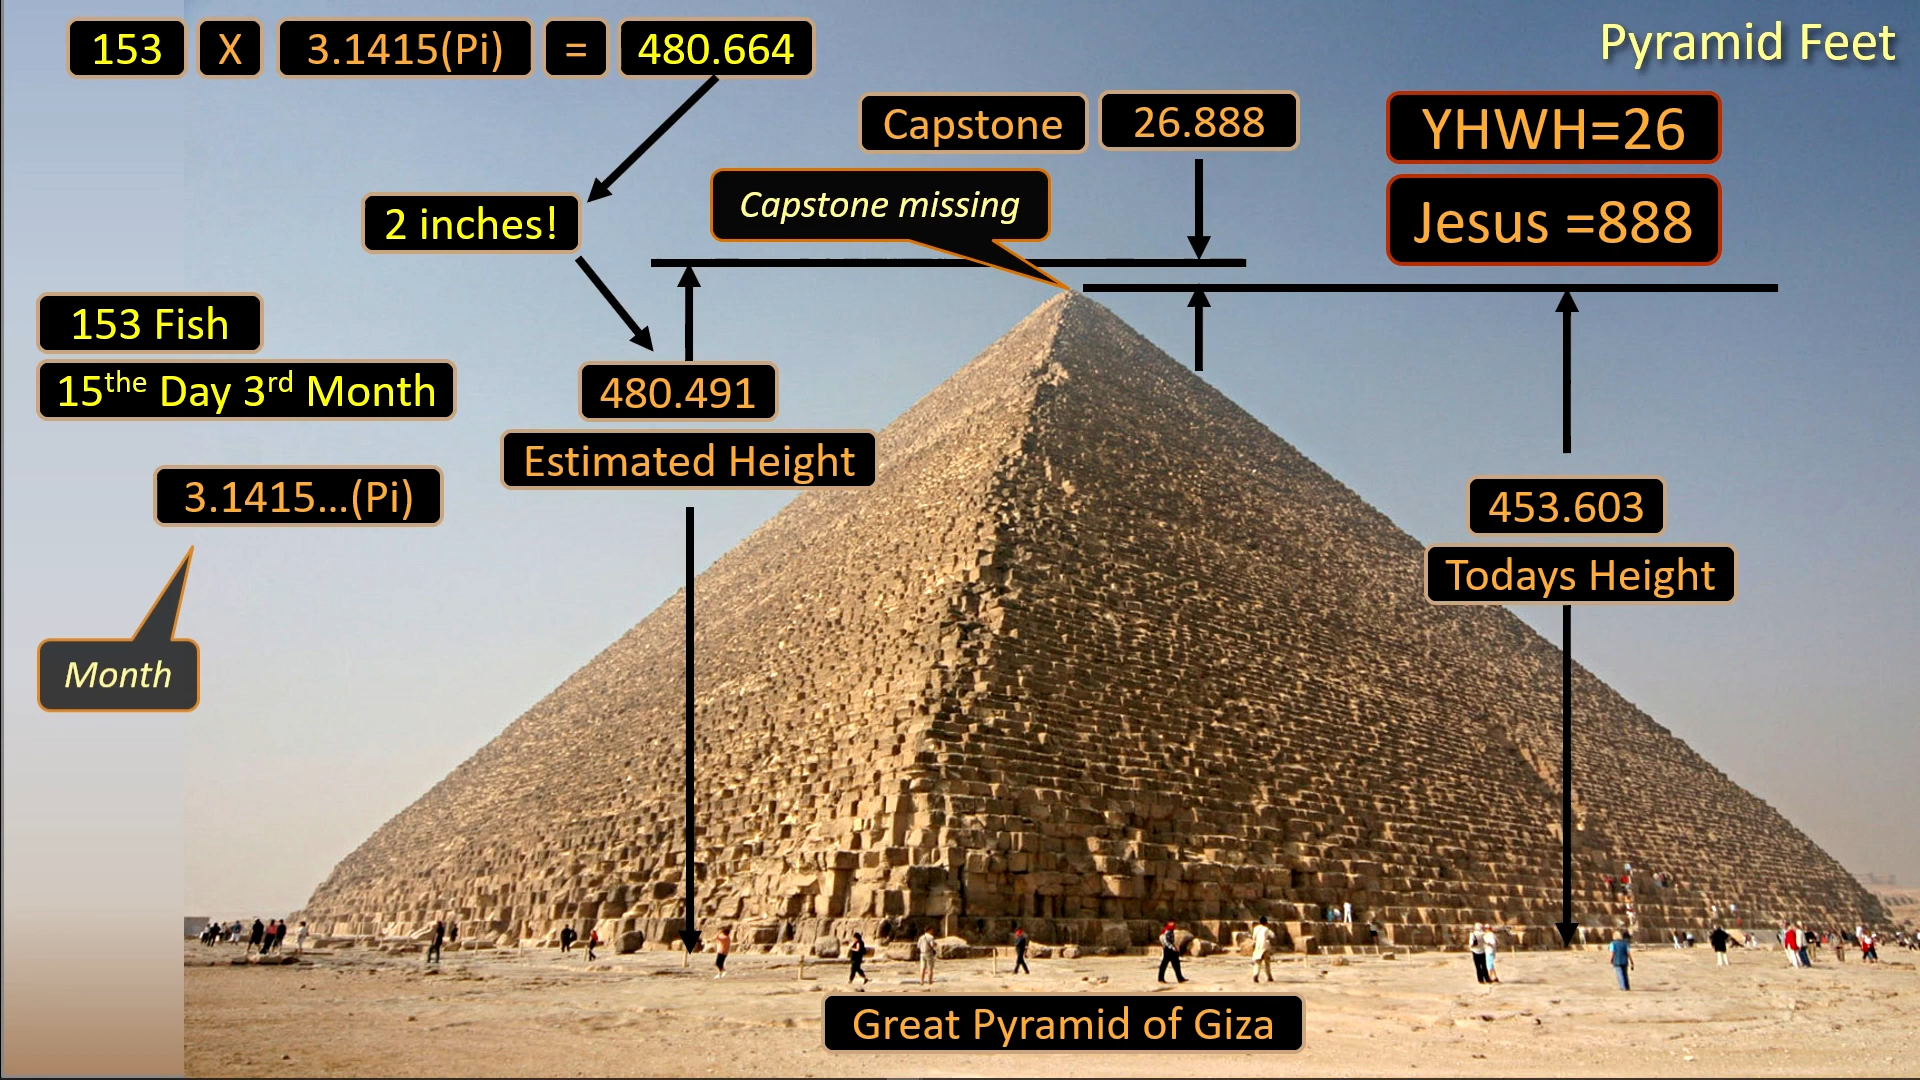 153 X 3.1415(Pi) = 480.664
Pyramid Feet
Capstone 26.888
YHWH=26
Capstone missing
Jesus =888
2 inches!
153 Fish
15the Day 3rd Month
480.491
Estimated Height
3.1415...(Pi)
453.603
Todays Height
Month
Great Pyramid of Giza